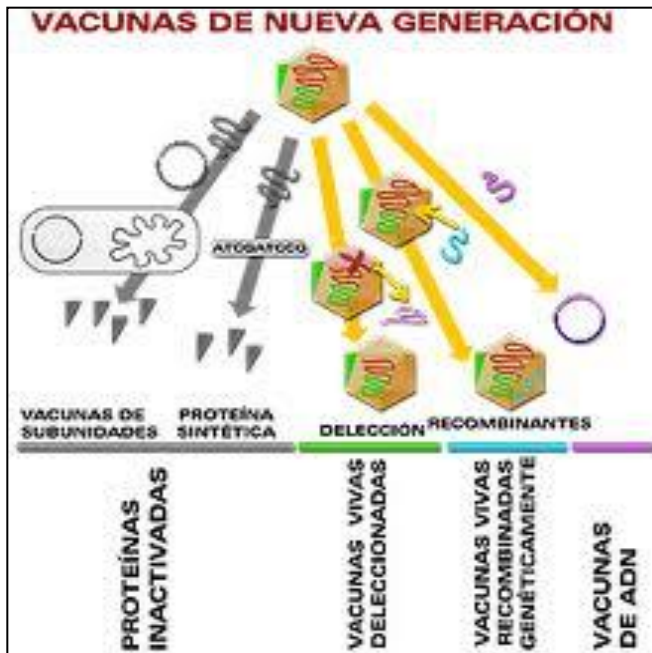 VACUNAS DE NUEVA GENERACIÓN
VACUNAS DE
SUBUNIDADES
PROTEÍNA
SINTÉTICA
DELECCIÓN
RECOMBINANTES
PROTEÍNAS
INACTIVADAS
VACUNAS VIVAS
DELECCIONADAS
VACUNAS VIVAS
RECOMBINADAS
GENÉTICAMENTE
VACUNAS
DE ADN